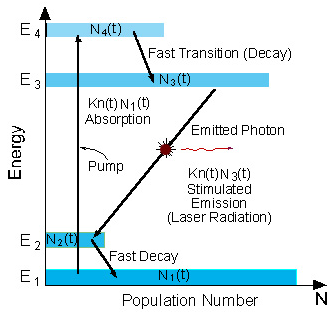 E4
N4(t)
Fast Transition (Decay)
E3
N3(t)
Kn(t)N1(t)
Absorption
Emitted Photon
Pump
Kn(t)N3(t)
Stimulated
Emission
(Laser Radiation)
Energy
E2
N2(t)
Fast Decay
E1
N1(t)
Population Number
N